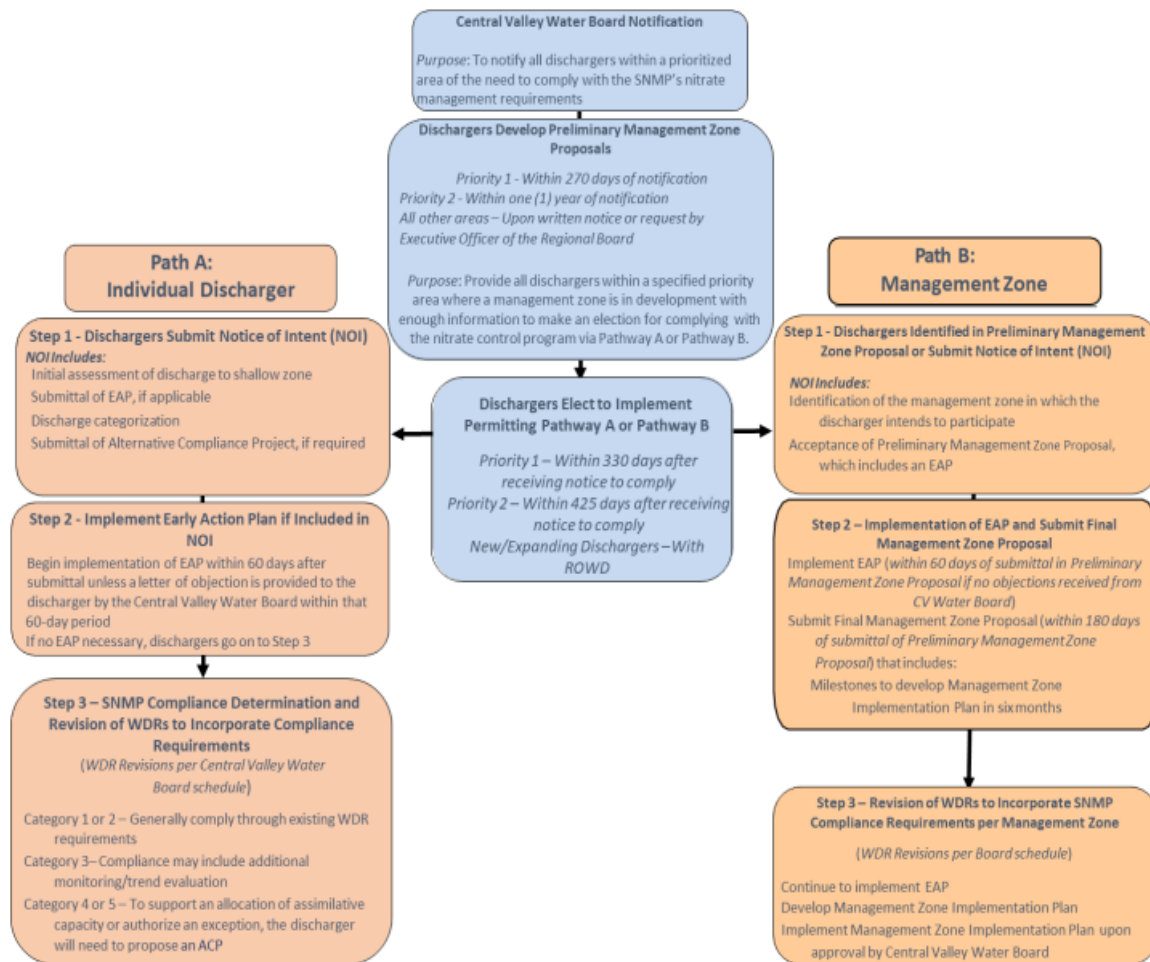 Central Valley Water Board Notification
Purpose: To notify all dischargers within a prioritized
area of the need to comply with the SNMP's nitrate
management requirements
Dischargers Develop Preliminary Management Zone
Proposals
Priority 1 - Within 270 days of notification
Priority 2 - Within one (1) year of notification
All other areas – Upon written notice or request by
Executive Officer of the Regional Board
Purpose: Provide all dischargers within a specified priority
area where a management zone is in development with
enough information to make an election for complying with
the nitrate control program via Pathway A or Pathway B.
Dischargers Elect to Implement
Permitting Pathway A or Pathway B
Priority 1 – Within 330 days after
receiving notice to comply
Priority 2 – Within 425 days after receiving
notice to comply
New/Expanding Dischargers – With
ROWD
Path A:
Individual Discharger
Step 1 - Dischargers Submit Notice of Intent (NOI)
NOI Includes:
Initial assessment of discharge to shallow zone
Submittal of EAP, if applicable
Discharge categorization
Submittal of Alternative Compliance Project, if required
Step 2 - Implement Early Action Plan if Included in
NOI
Begin implementation of EAP within 60 days after
submittal unless a letter of objection is provided to the
discharger by the Central Valley Water Board within that
60-day period
If no EAP necessary, dischargers go on to Step 3
Step 3 – SNMP Compliance Determination and
Revision of WDRs to Incorporate Compliance
Requirements
(WDR Revisions per Central Valley Water
Board schedule)
Category 1 or 2 – Generally comply through existing WDR
requirements
Category 3– Compliance may include additional
monitoring/trend evaluation
Category 4 or 5 – To support an allocation of assimilative
capacity or authorize an exception, the discharger
will need to propose an ACP
Path B:
Management Zone
Step 1 - Dischargers Identified in Preliminary Management
Zone Proposal or Submit Notice of Intent (NOI)
NOI Includes:
Identification of the management zone in which the
discharger intends to participate
Acceptance of Preliminary Management Zone Proposal,
which includes an EAP
Step 2 – Implementation of EAP and Submit Final
Management Zone Proposal
Implement EAP (within 60 days of submittal in Preliminary
Management Zone Proposal if no objections received from
CV Water Board)
Submit Final Management Zone Proposal (within 180 days
of submittal of Preliminary Management Zone
Proposal) that includes:
Milestones to develop Management Zone
Implementation Plan in six months
Step 3 – Revision of WDRs to Incorporate SNMP
Compliance Requirements per Management Zone
(WDR Revisions per Board schedule)
Continue to implement EAP
Develop Management Zone Implementation Plan
Implement Management Zone Implementation Plan upon
approval by Central Valley Water Board